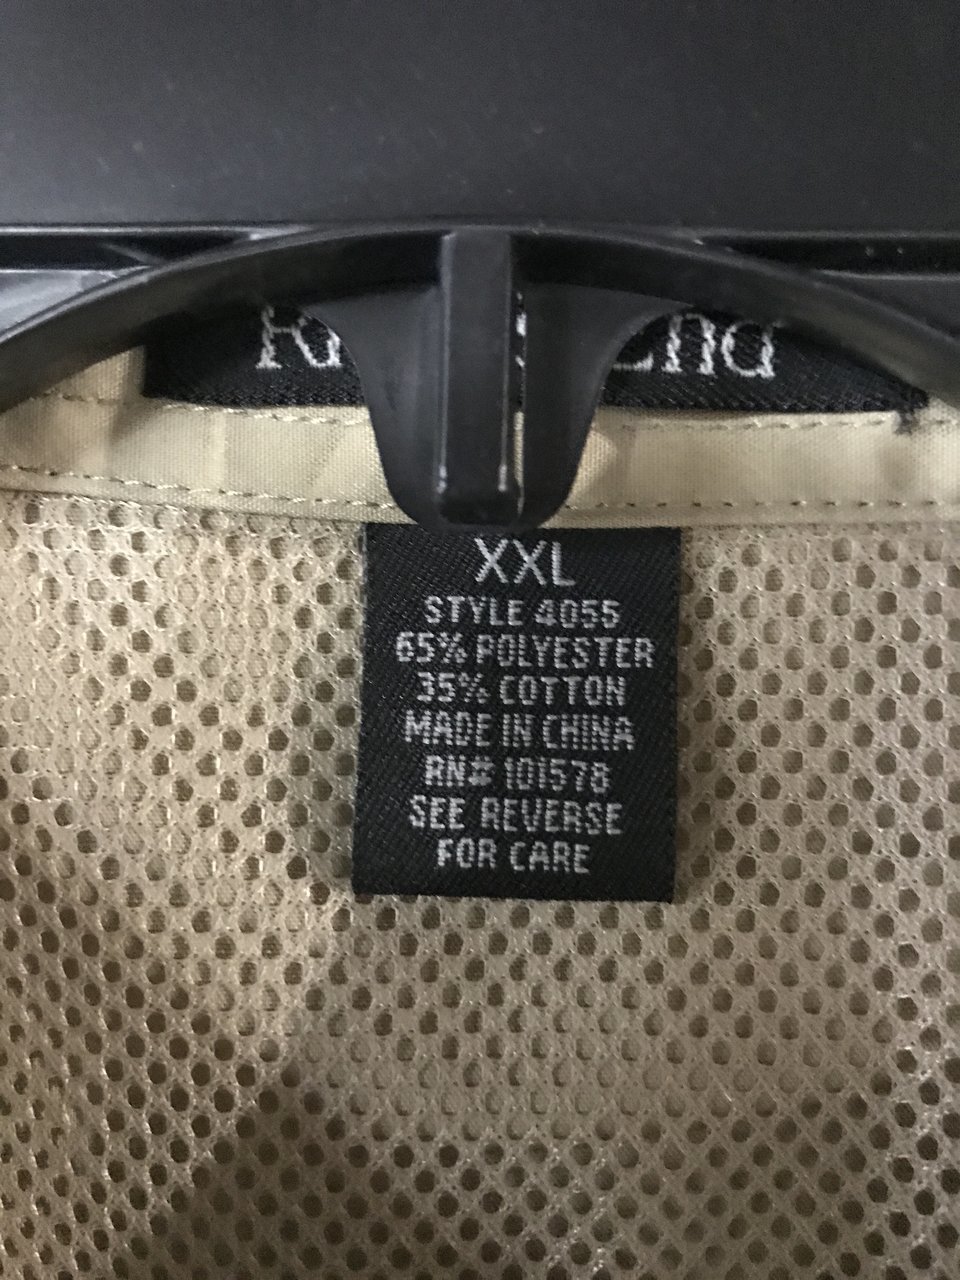 XXL
STYLE 4055
65% POLYESTER
35% COTTON
MADE IN CHINA
RN# 101578
SEE REVERSE
FOR CARE